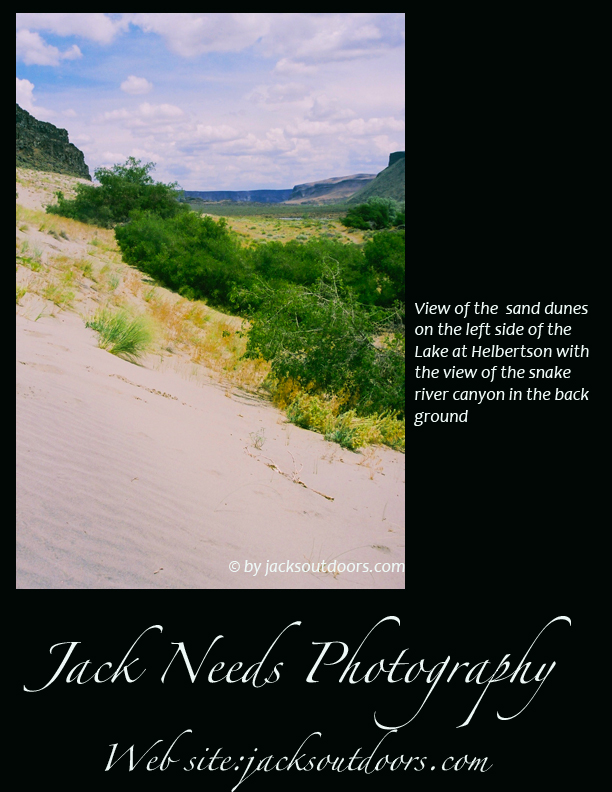 View of the sand dunes
on the left side of the
Lake at Helbertson with
the view of the snake
river canyon in the back
ground
© by jacksoutdoors.com
Jack Needs Photography
Web site:jacksoutdoors.com